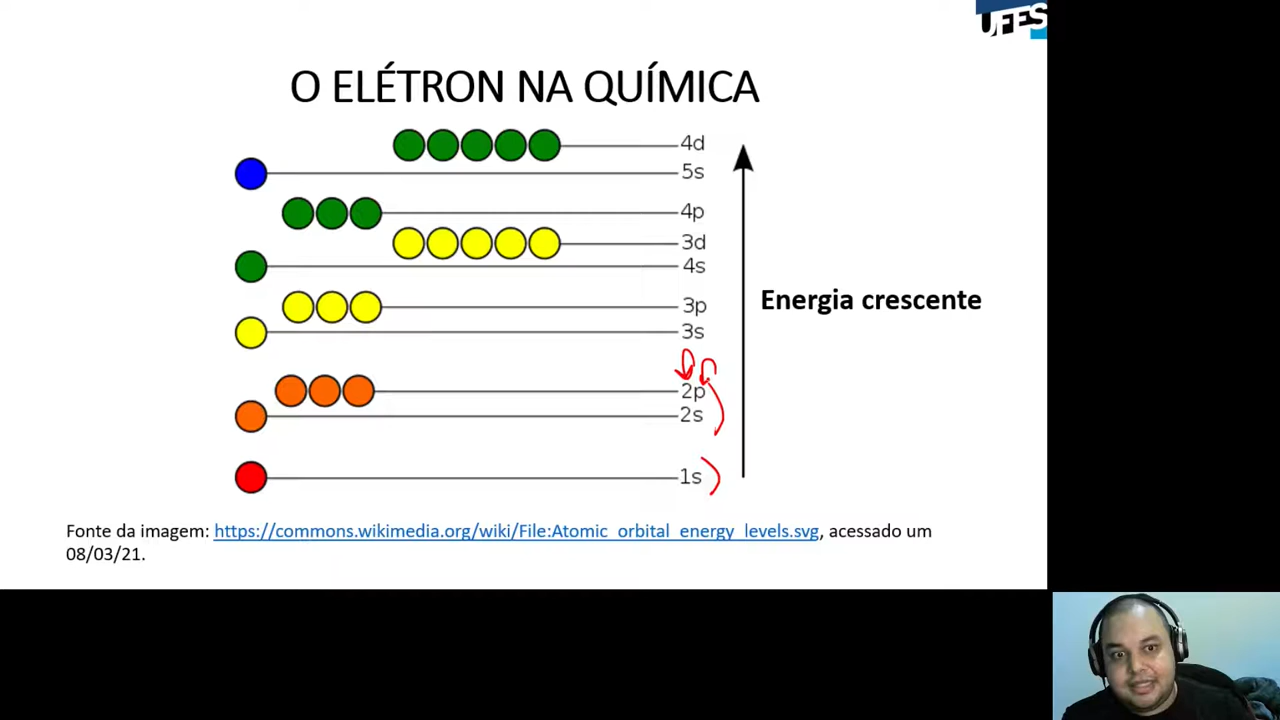 UFES
O ELÉTRON NA QUÍMICA
4d
5s
4p
3d
4s
3p
3s
2p
2s
1s
Energia crescente
Fonte da imagem: https://commons.wikimedia.org/wiki/File:Atomic_orbital_energy_levels.svg, acessado um
08/03/21.